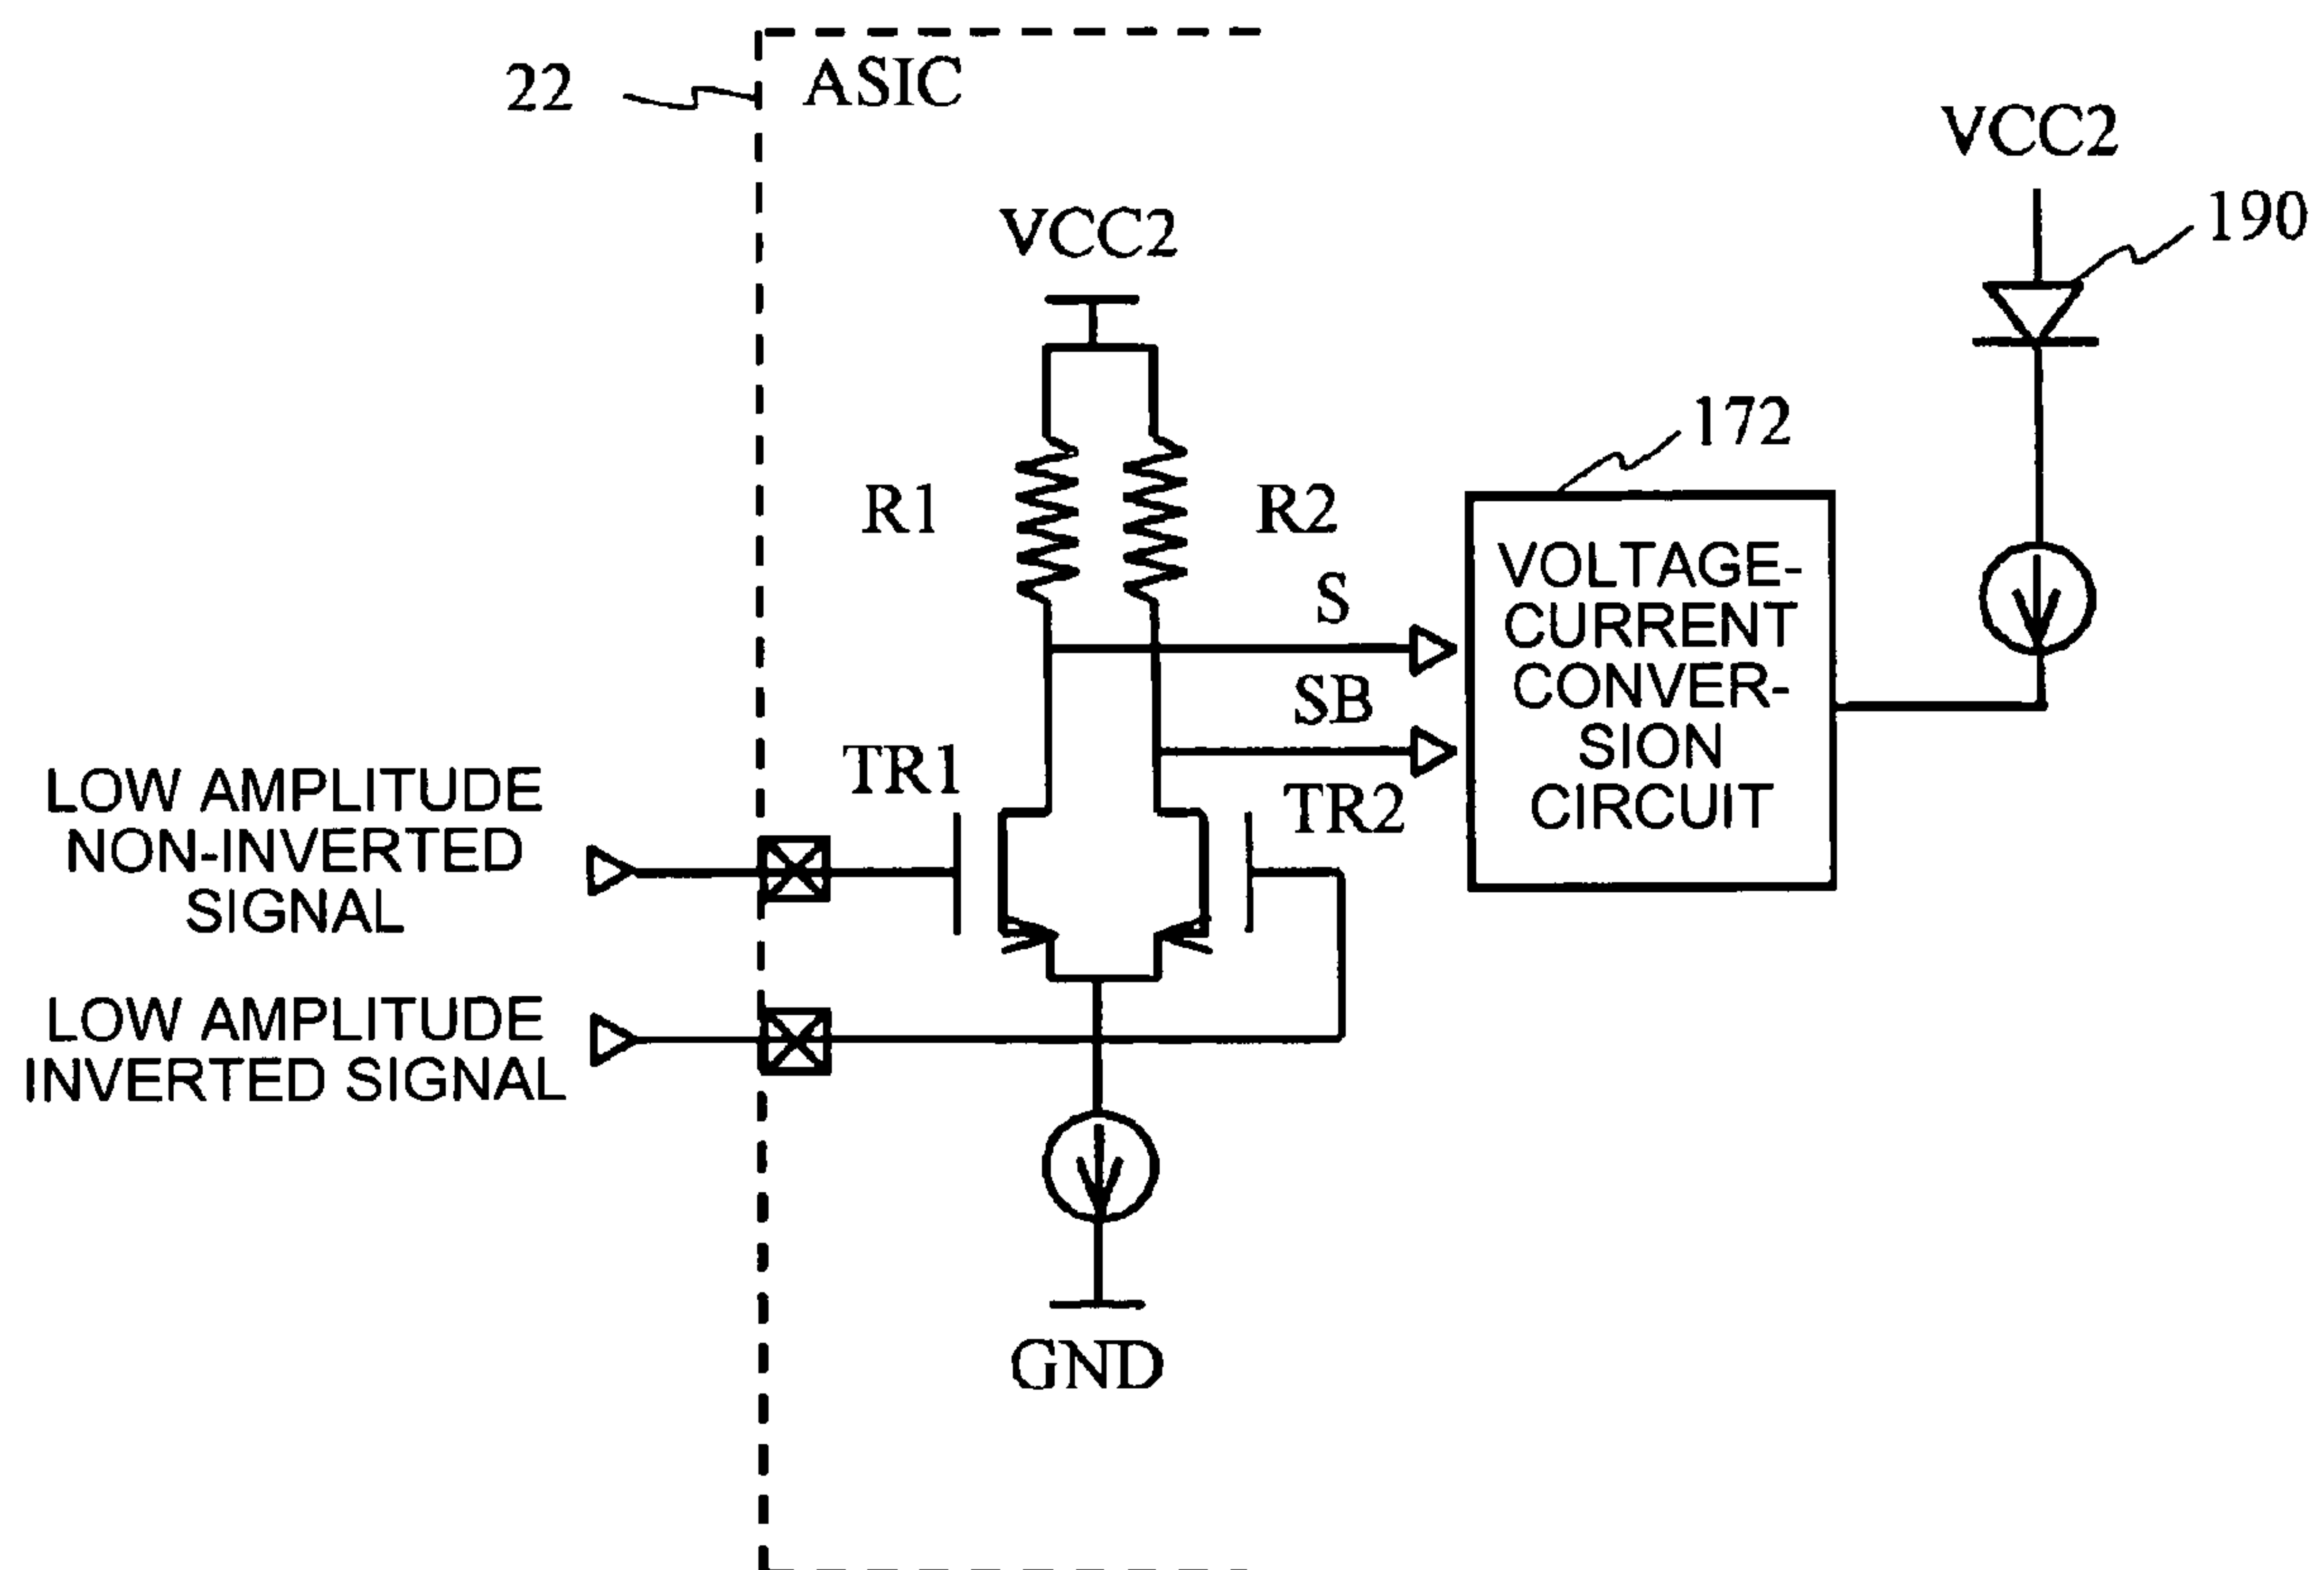 22
ASIC
VCC2
190
VCC2
172
R1
R2
VOLTAGE-
CURRENT
CONVER-
SION
CIRCUIT
S
SB
TR1
TR2
LOW AMPLITUDE
NON-INVERTED
SIGNAL
LOW AMPLITUDE
INVERTED SIGNAL
GND